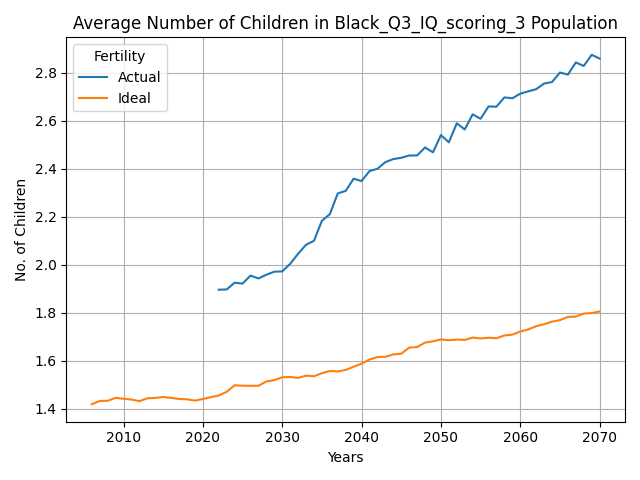 Average Number of Children in Black_Q3_IQ_scoring_3 Population
Fertility
Actual
Ideal
No. of Children
2.8
2.6
2.4
2.2
2.0
1.8
1.6
1.4
2010 2020 2030 2040 2050 2060 2070
Years